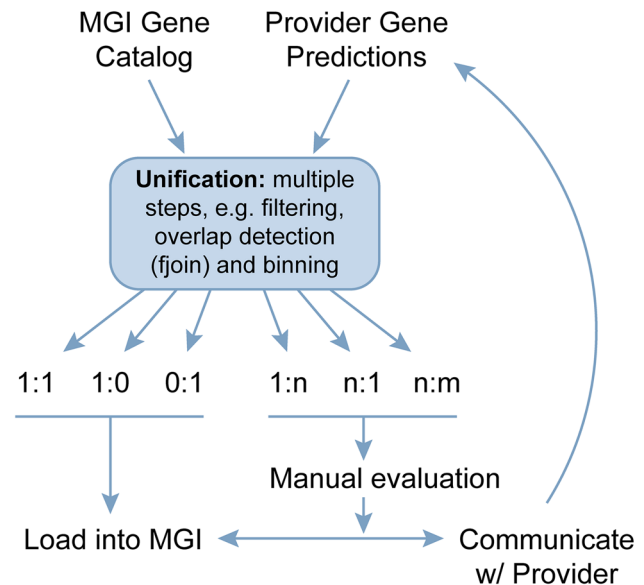 MGI Gene
Catalog
Provider Gene
Predictions
Unification: multiple
steps, e.g. filtering,
overlap detection
(fjoin) and binning
1:1 1:0 0:1 1:n n:1 n:m
Manual evaluation
Load into MGI
Communicate
w/ Provider